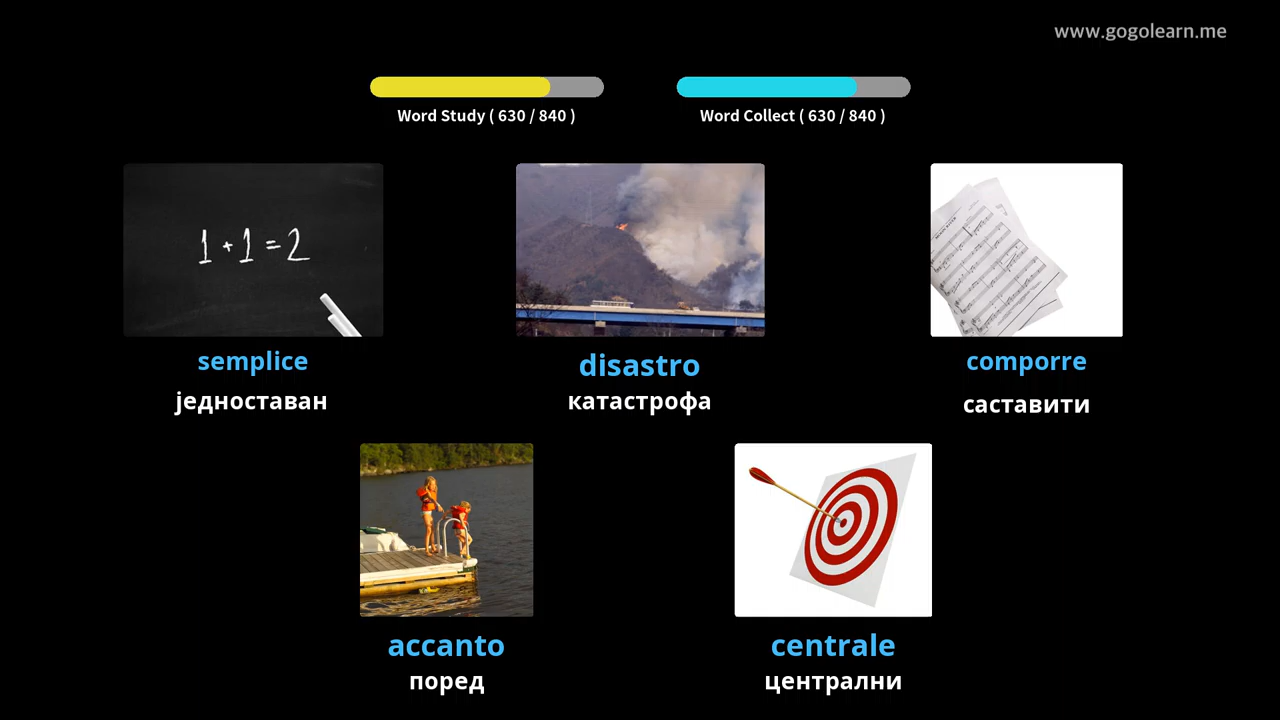 www.gogolearn.me
Word Study ( 630 / 840 )
Word Collect ( 630 / 840 )
1 + 1 = 2
semplice
једноставан
disastro
катастрофа
comporre
саставити
accanto
поред
centrale
централни